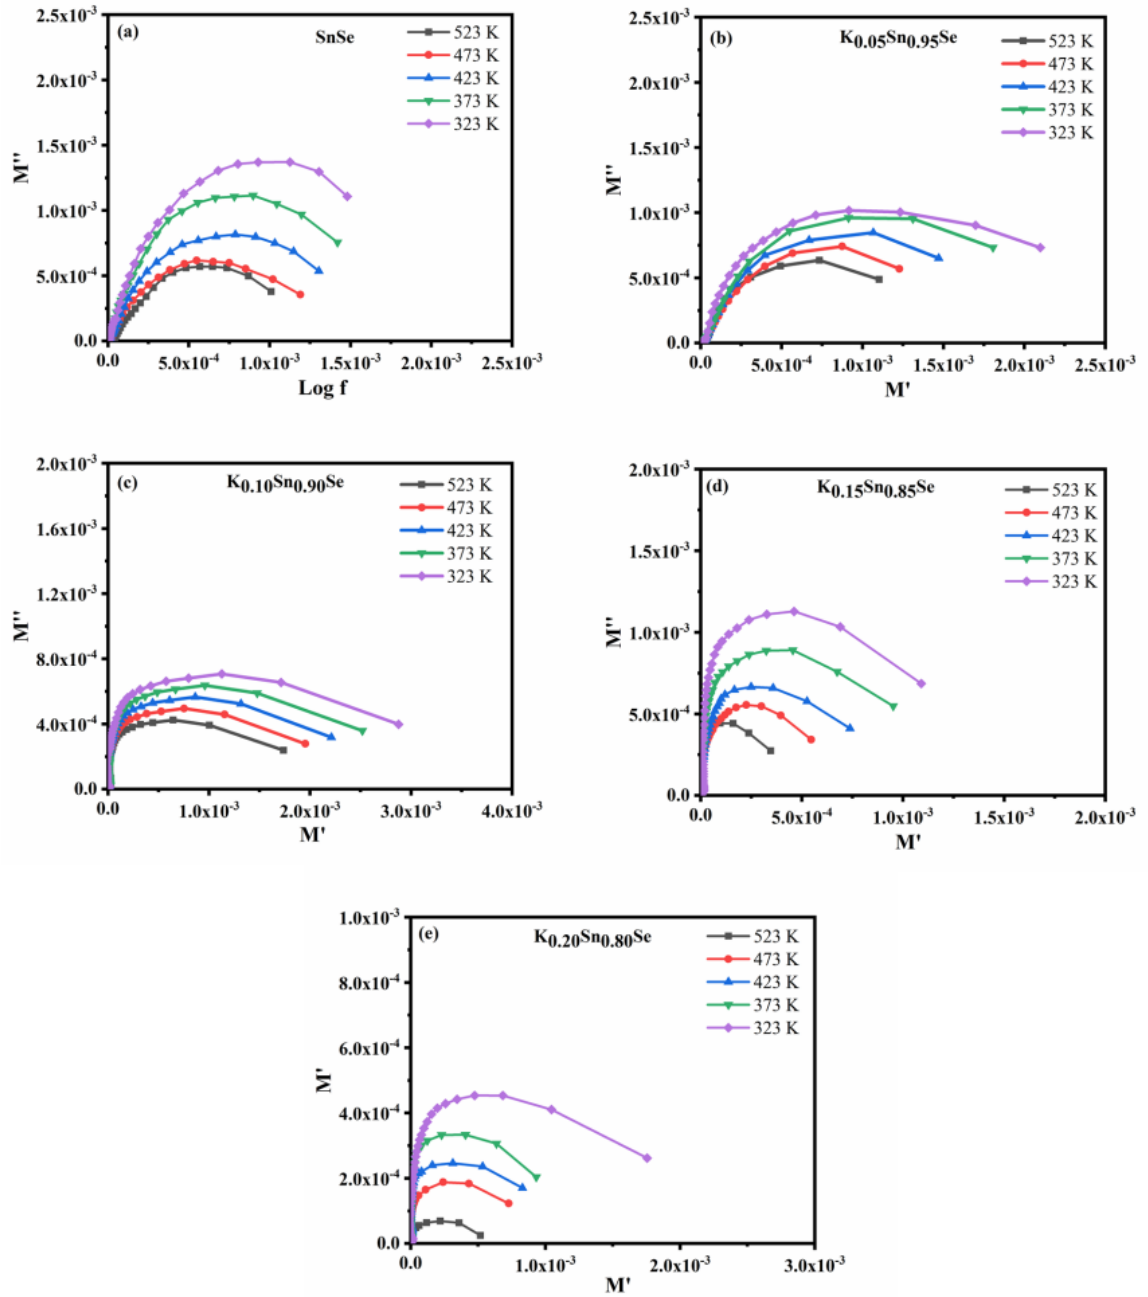 (a) SnSe
523 K
473 K
423 K
373 K
323 K
2.5x10⁻³
2.0x10⁻³
1.5x10⁻³
1.0x10⁻³
5.0x10⁻⁴
0.0
M''
0.0 5.0x10⁻⁴ 1.0x10⁻³ 1.5x10⁻³ 2.0x10⁻³ 2.5x10⁻³
Log f
(b) K₀.₀₅Sn₀.₉₅Se
523 K
473 K
423 K
373 K
323 K
2.5x10⁻³
2.0x10⁻³
1.5x10⁻³
1.0x10⁻³
5.0x10⁻⁴
0.0
M''
0.0 5.0x10⁻⁴ 1.0x10⁻³ 1.5x10⁻³ 2.0x10⁻³ 2.5x10⁻³
M'
(c) K₀.₁₀Sn₀.₉₀Se
523 K
473 K
423 K
373 K
323 K
2.0x10⁻³
1.6x10⁻³
1.2x10⁻³
8.0x10⁻⁴
4.0x10⁻⁴
0.0
M''
0.0 1.0x10⁻³ 2.0x10⁻³ 3.0x10⁻³ 4.0x10⁻³
M'
(d) K₀.₁₅Sn₀.₈₅Se
523 K
473 K
423 K
373 K
323 K
2.0x10⁻³
1.5x10⁻³
1.0x10⁻³
5.0x10⁻⁴
0.0
M''
0.0 5.0x10⁻⁴ 1.0x10⁻³ 1.5x10⁻³ 2.0x10⁻³
M'
(e) K₀.₂₀Sn₀.₈₀Se
523 K
473 K
423 K
373 K
323 K
1.0x10⁻³
8.0x10⁻⁴
6.0x10⁻⁴
4.0x10⁻⁴
2.0x10⁻⁴
0.0
M'
0.0 1.0x10⁻³ 2.0x10⁻³ 3.0x10⁻³
M'